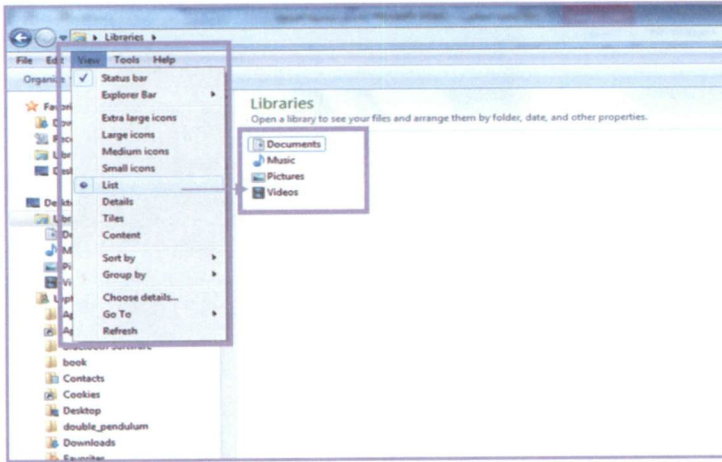 Libraries
File Edit View Tools Help
Organize
Status bar
Explorer Bar
Extra large icons
Large icons
Medium icons
Small icons
List
Details
Tiles
Content
Sort by
Group by
Choose details...
Go To
Refresh
Libraries
Open a library to see your files and arrange them by folder, date, and other properties.
Documents
Music
Pictures
Videos
book
Contacts
Cookies
Desktop
double_pendulum
Downloads
Favorites